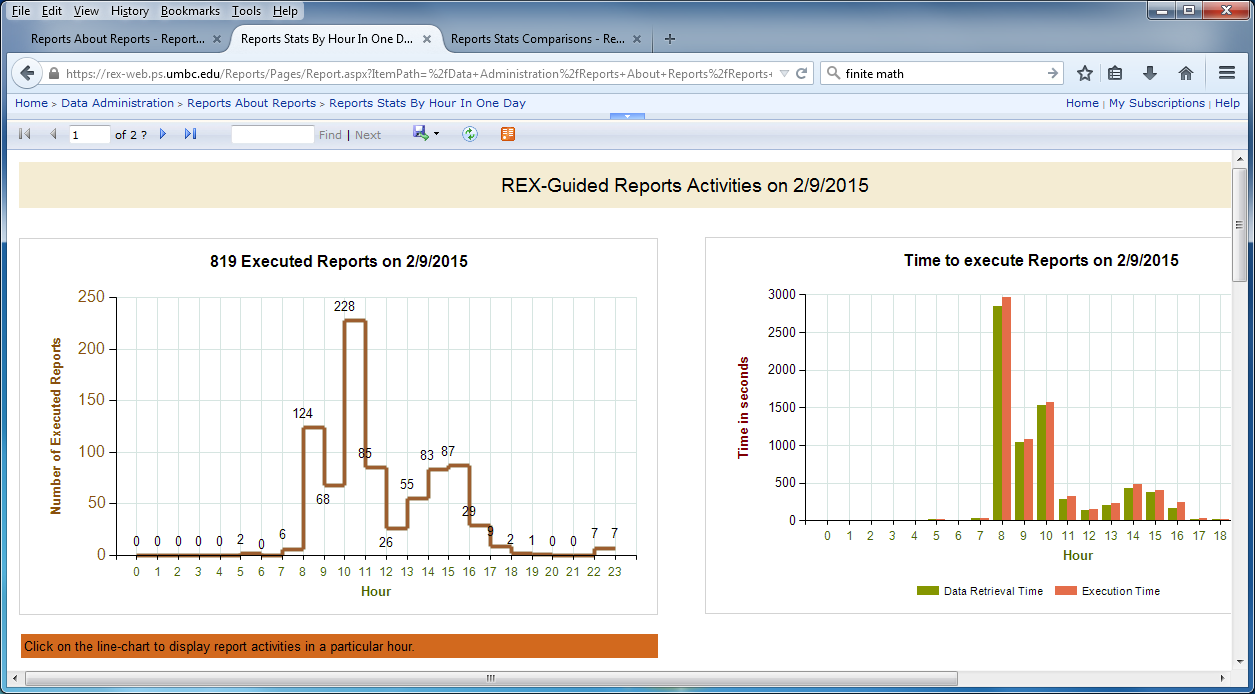 File Edit View History Bookmarks Tools Help
Reports About Reports - Report... Reports Stats By Hour In One D... Reports Stats Comparisons - Re...
https://rex-web.ps.umbc.edu/Reports/Pages/Report.aspx?ItemPath=%2fData+Administration%2fReports+About+Reports%2fReports+ finite math
Home > Data Administration > Reports About Reports > Reports Stats By Hour In One Day Home | My Subscriptions | Help
1 of 2 ? Find | Next
REX-Guided Reports Activities on 2/9/2015
819 Executed Reports on 2/9/2015
250
200
150
100
50
0
Number of Executed Reports
0 0 0 0 0 2 0 6 124 68 228 85 26 55 83 87 29 9 2 1 0 0 7 7
0 1 2 3 4 5 6 7 8 9 10 11 12 13 14 15 16 17 18 19 20 21 22 23
Hour
Time to execute Reports on 2/9/2015
3000
2500
2000
1500
1000
500
0
Time in seconds
0 1 2 3 4 5 6 7 8 9 10 11 12 13 14 15 16 17 18
Hour
Data Retrieval Time Execution Time
Click on the line-chart to display report activities in a particular hour.